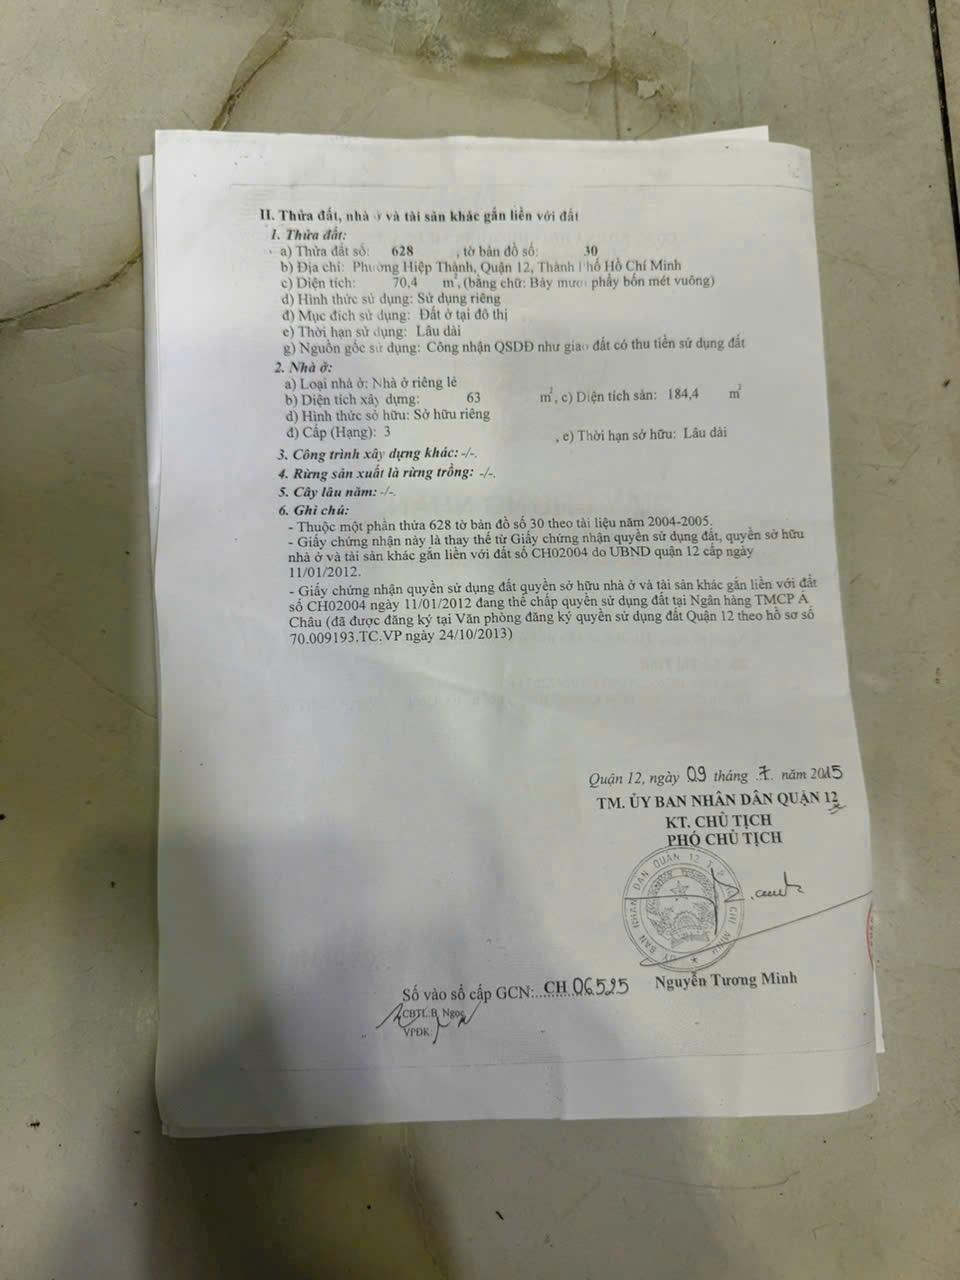 II. Thửa đất, nhà ở và tài sản khác gắn liền với đất
1. Thửa đất:
a) Thửa đất số: 628 , tờ bản đồ số: 30
b) Địa chỉ: Phường Hiệp Thành, Quận 12, Thành Phố Hồ Chí Minh
c) Diện tích: 70,4 m², (bằng chữ: Bảy mươi phẩy bốn mét vuông)
d) Hình thức sử dụng: Sử dụng riêng
đ) Mục đích sử dụng: Đất ở tại đô thị
e) Thời hạn sử dụng: Lâu dài
g) Nguồn gốc sử dụng: Công nhận QSDĐ như giao đất có thu tiền sử dụng đất
2. Nhà ở:
a) Loại nhà ở: Nhà ở riêng lẻ
b) Diện tích xây dựng: 63 m², c) Diện tích sàn: 184,4 m²
d) Hình thức sở hữu: Sở hữu riêng
đ) Cấp (Hạng): 3 , e) Thời hạn sở hữu: Lâu dài
3. Công trình xây dựng khác: -/-.
4. Rừng sản xuất là rừng trồng: -/-.
5. Cây lâu năm: -/-.
6. Ghi chú:
- Thuộc một phần thửa 628 tờ bản đồ số 30 theo tài liệu năm 2004-2005.
- Giấy chứng nhận này là thay thế từ Giấy chứng nhận quyền sử dụng đất, quyền sở hữu
nhà ở và tài sản khác gắn liền với đất số CH02004 do UBND quận 12 cấp ngày
11/01/2012.
- Giấy chứng nhận quyền sử dụng đất quyền sở hữu nhà ở và tài sản khác gắn liền với đất
số CH02004 ngày 11/01/2012 đang thế chấp quyền sử dụng đất tại Ngân hàng TMCP Á
Châu (đã được đăng ký tại Văn phòng đăng ký quyền sử dụng đất Quận 12 theo hồ sơ số
70.009193.TC.VP ngày 24/10/2013)
Quận 12, ngày 09 tháng .7. năm 2015
TM. ỦY BAN NHÂN DÂN QUẬN 12
KT. CHỦ TỊCH
PHÓ CHỦ TỊCH
ỦY BAN NHÂN DÂN QUẬN 12 T.P HỒ CHÍ MINH
Nguyễn Tương Minh
Số vào sổ cấp GCN:....CH 06525
CBTL:B. Ngọc
VPĐK: